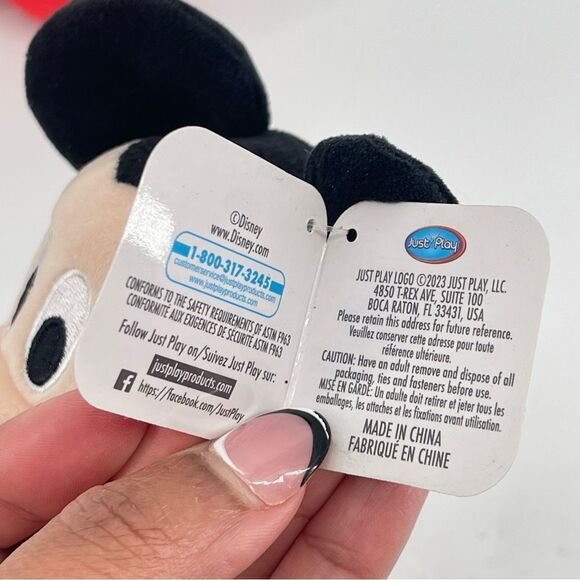 ©Disney
www.Disney.com
1-800-317-3245
customerservice@justplayproducts.com
www.justplayproducts.com
CONFORMS TO THE SAFETY REQUIREMENTS OF ASTM F963
CONFORMITÉ AUX EXIGENCES DE SÉCURITÉ ASTM F963
Follow Just Play on/Suivez Just Play sur:
justplayproducts.com
f https://facebook.com/JustPlay
Just Play
JUST PLAY LOGO ©2023 JUST PLAY, LLC.
4850 T-REX AVE, SUITE 100
BOCA RATON, FL 33431, USA
Please retain this address for future reference.
Veuillez conserver cette adresse pour toute
référence ultérieure.
CAUTION: Have an adult remove and dispose of all
packaging, ties and fasteners before use.
MISE EN GARDE: Un adulte doit retirer et jeter tous les
emballages, les attaches et les fixations avant utilisation.
MADE IN CHINA
FABRIQUÉ EN CHINE